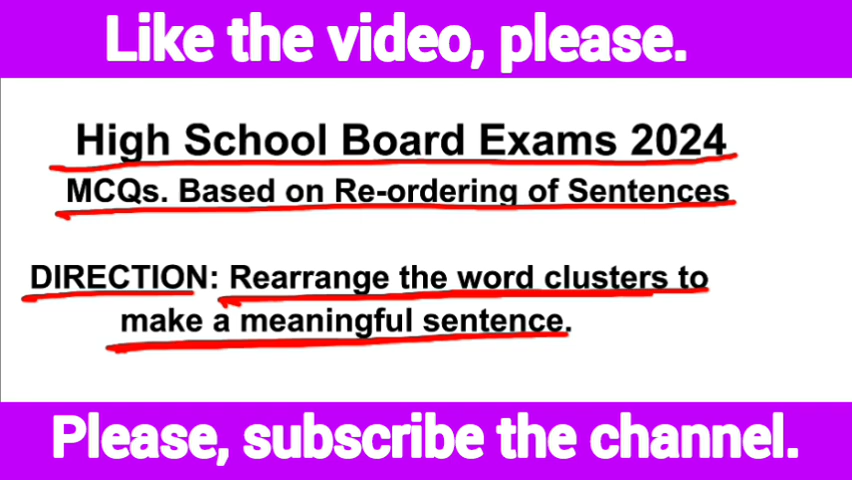 Like the video, please.
High School Board Exams 2024
MCQs. Based on Re-ordering of Sentences
DIRECTION: Rearrange the word clusters to
make a meaningful sentence.
Please, subscribe the channel.